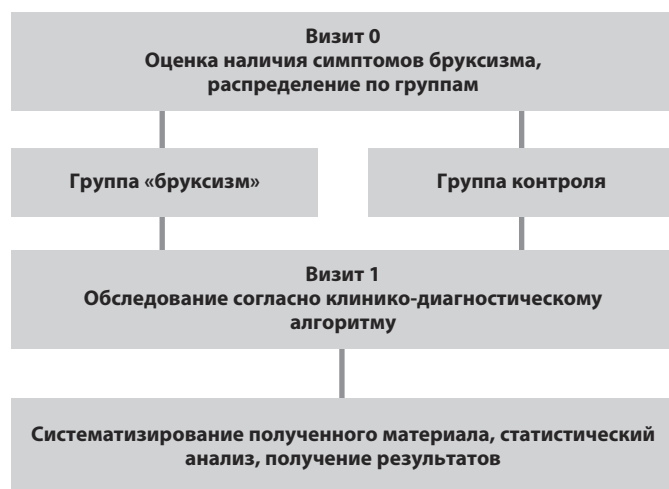 Визит 0
Оценка наличия симптомов бруксизма,
распределение по группам
Группа «бруксизм»
Группа контроля
Визит 1
Обследование согласно клинико-диагностическому
алгоритму
Систематизирование полученного материала, статистический
анализ, получение результатов